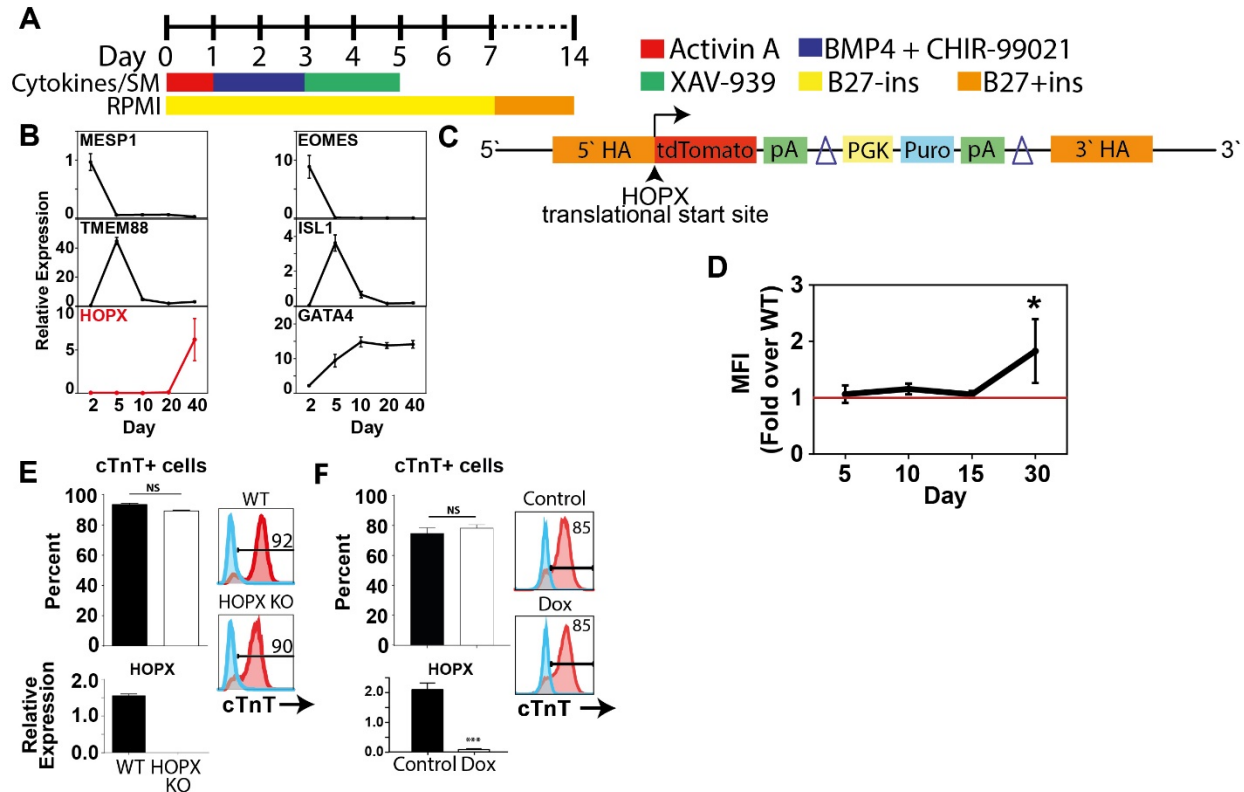 A
Day
0 1 2 3 4 5 7 14
Cytokines/SM
RPMI
Activin A
BMP4 + CHIR-99021
XAV-939
B27-ins
B27+ins
B
Relative Expression
MESP1
1
0
EOMES
10
5
0
TMEM88
40
20
0
ISL1
4
2
0
HOPX
10
5
0
GATA4
20
10
0
2 5 10 20 40
Day
2 5 10 20 40
Day
C
5`
5` HA
tdTomato
pA
Δ
PGK
Puro
pA
Δ
3` HA
3`
HOPX
translational start site
D
MFI
(Fold over WT)
3
2
1
0
*
5 10 15 30
Day
E
cTnT+ cells
Percent
100
80
60
40
20
0
NS
WT
92
HOPX KO
90
cTnT
HOPX
Relative
Expression
2.0
1.0
0.0
WT HOPX
KO
F
cTnT+ cells
Percent
100
80
60
40
20
0
NS
Control
85
Dox
85
cTnT
HOPX
2.0
1.0
0.0
***
Control Dox